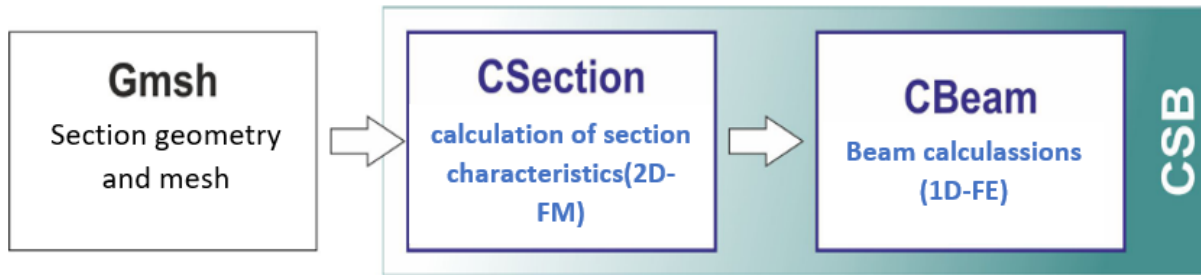 Gmsh
Section geometry
and mesh
CSection
calculation of section
characteristics(2D-
FM)
CBeam
Beam calculassions
(1D-FE)
CSB